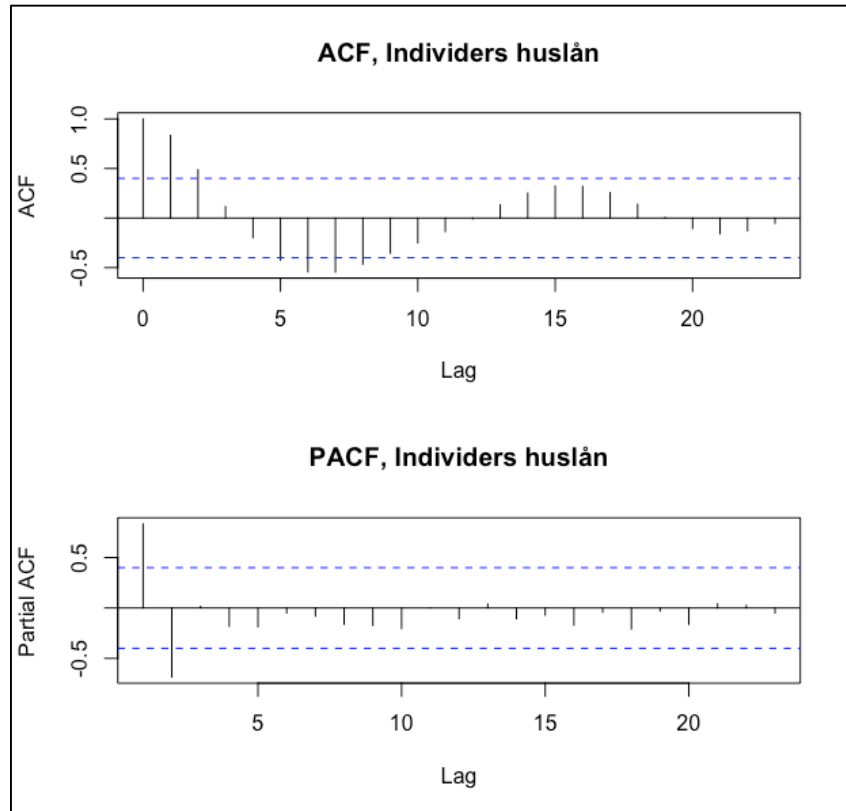 ACF, Individers huslån
ACF
1.0
0.5
-0.5
0 5 10 15 20
Lag
PACF, Individers huslån
Partial ACF
0.5
-0.5
5 10 15 20
Lag